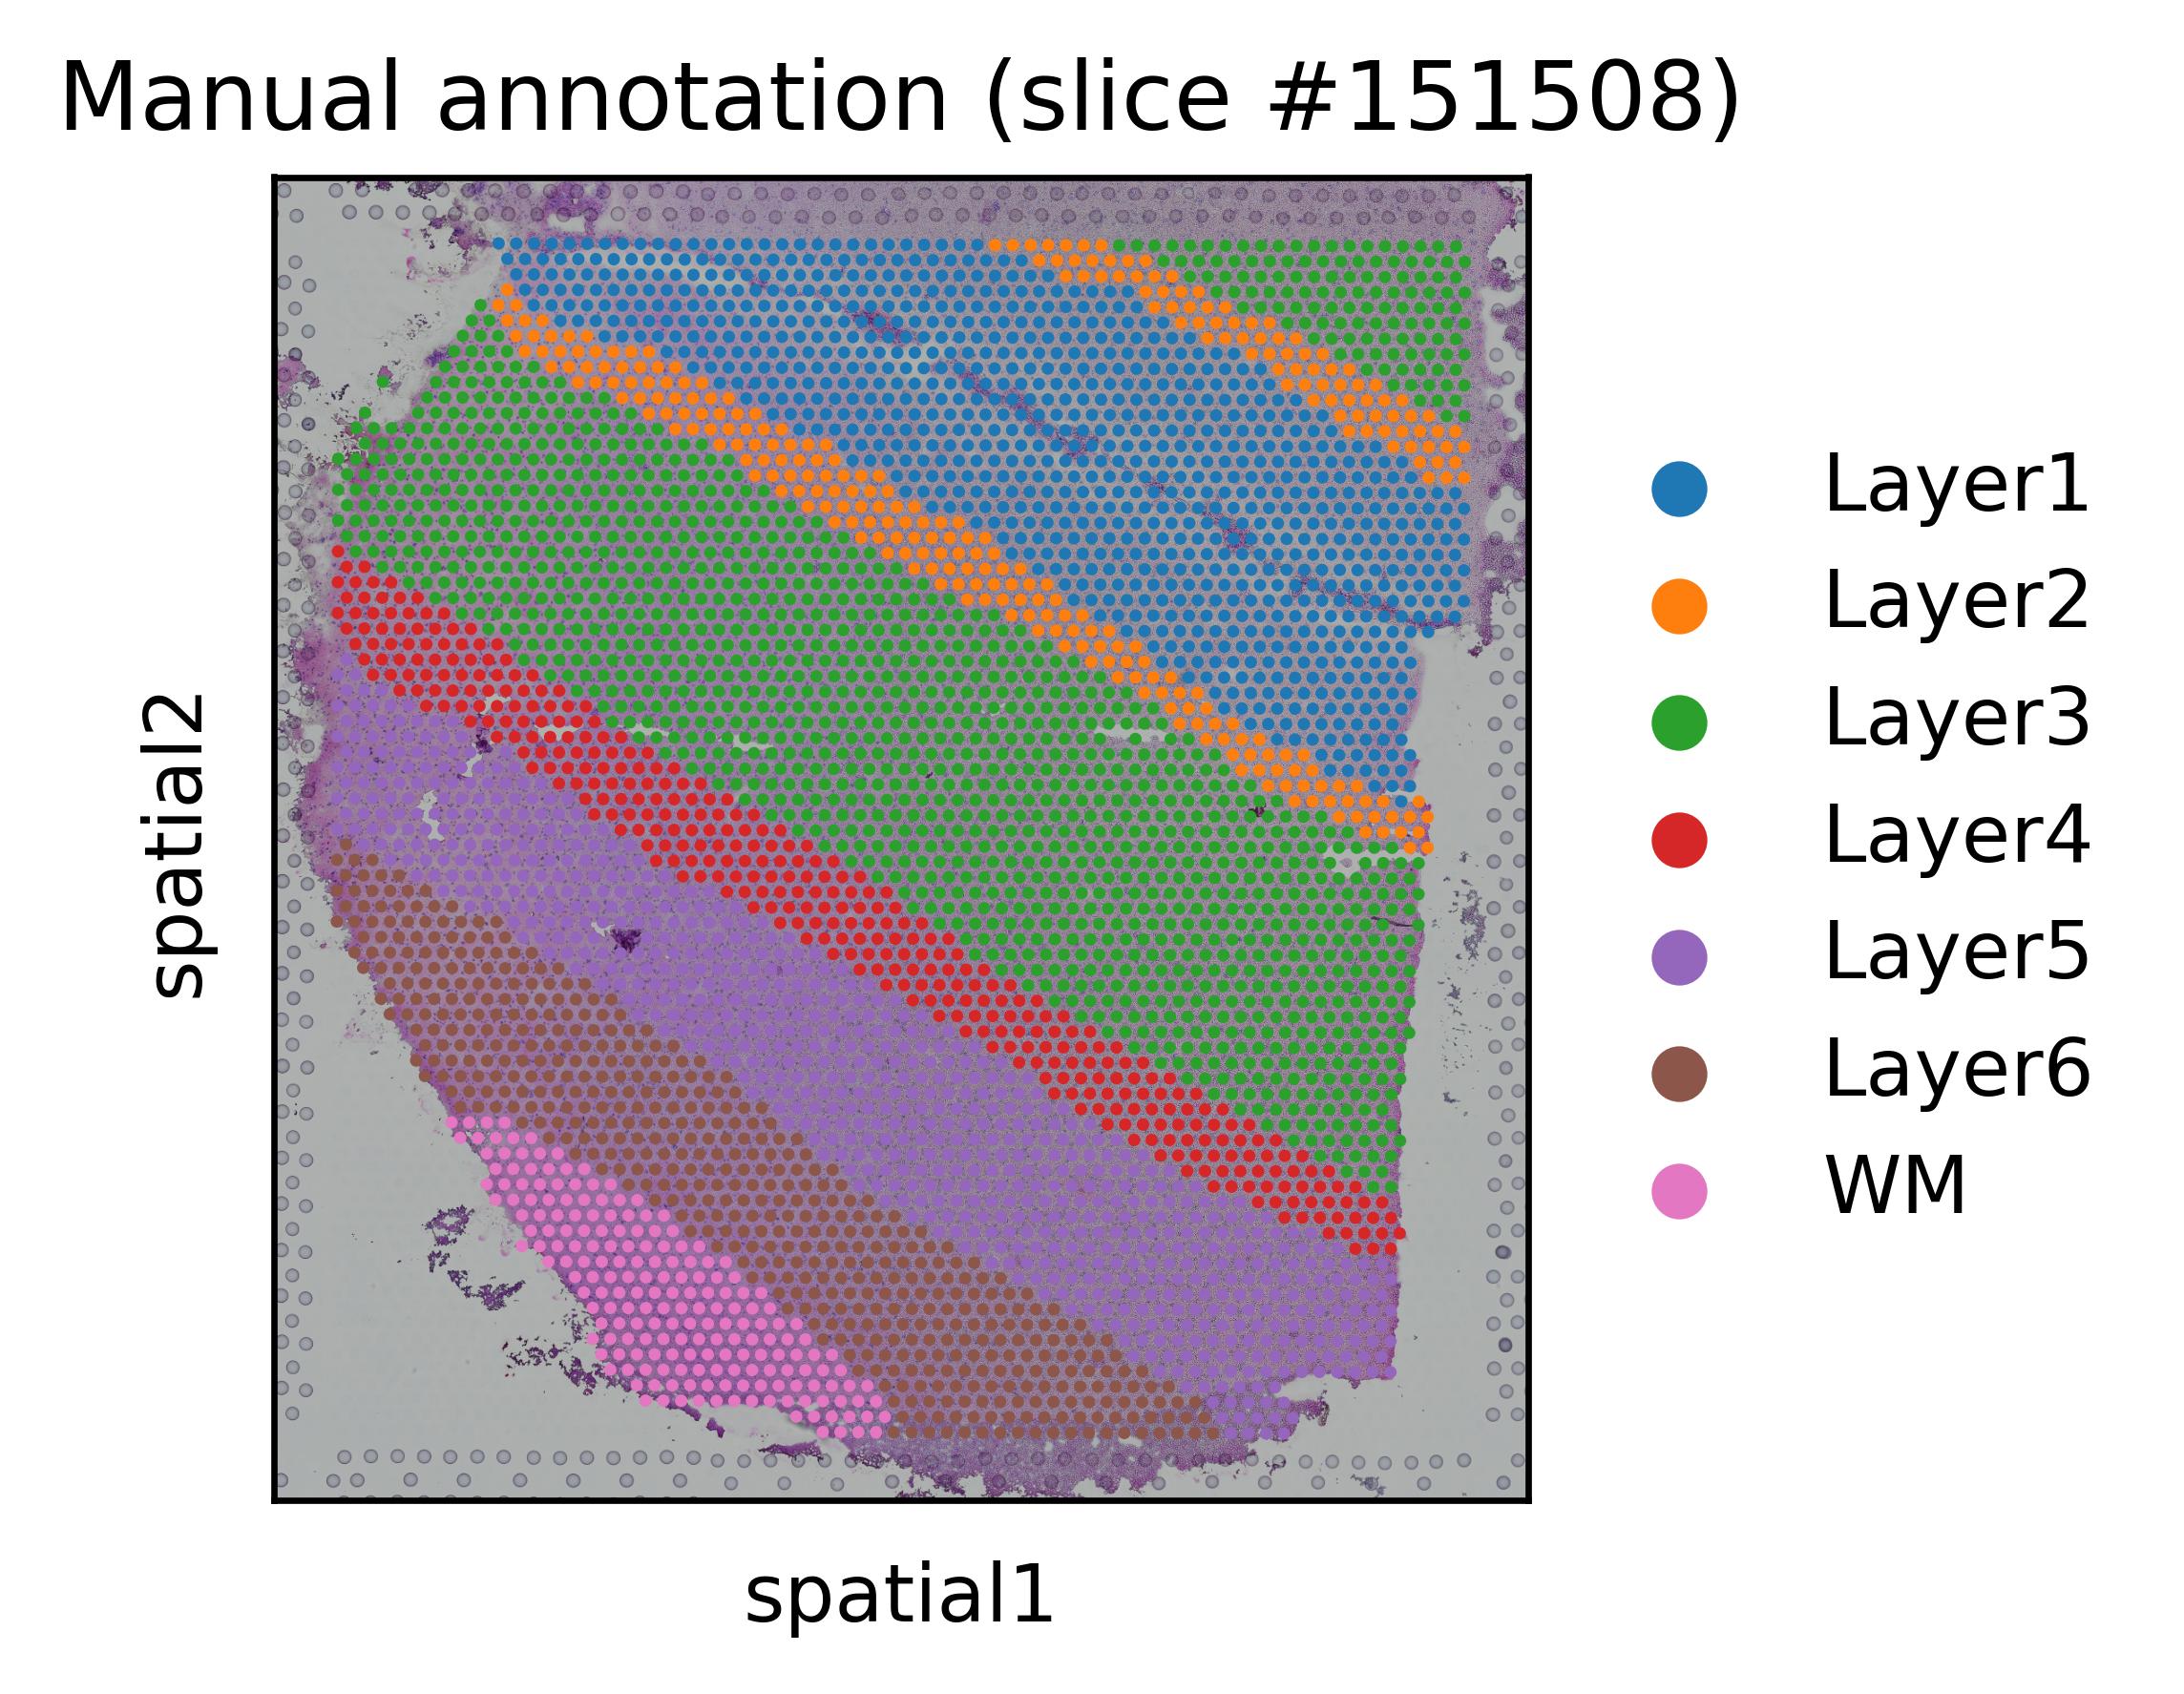 Manual annotation (slice #151508)
spatial2
Layer1
Layer2
Layer3
Layer4
Layer5
Layer6
WM
spatial1